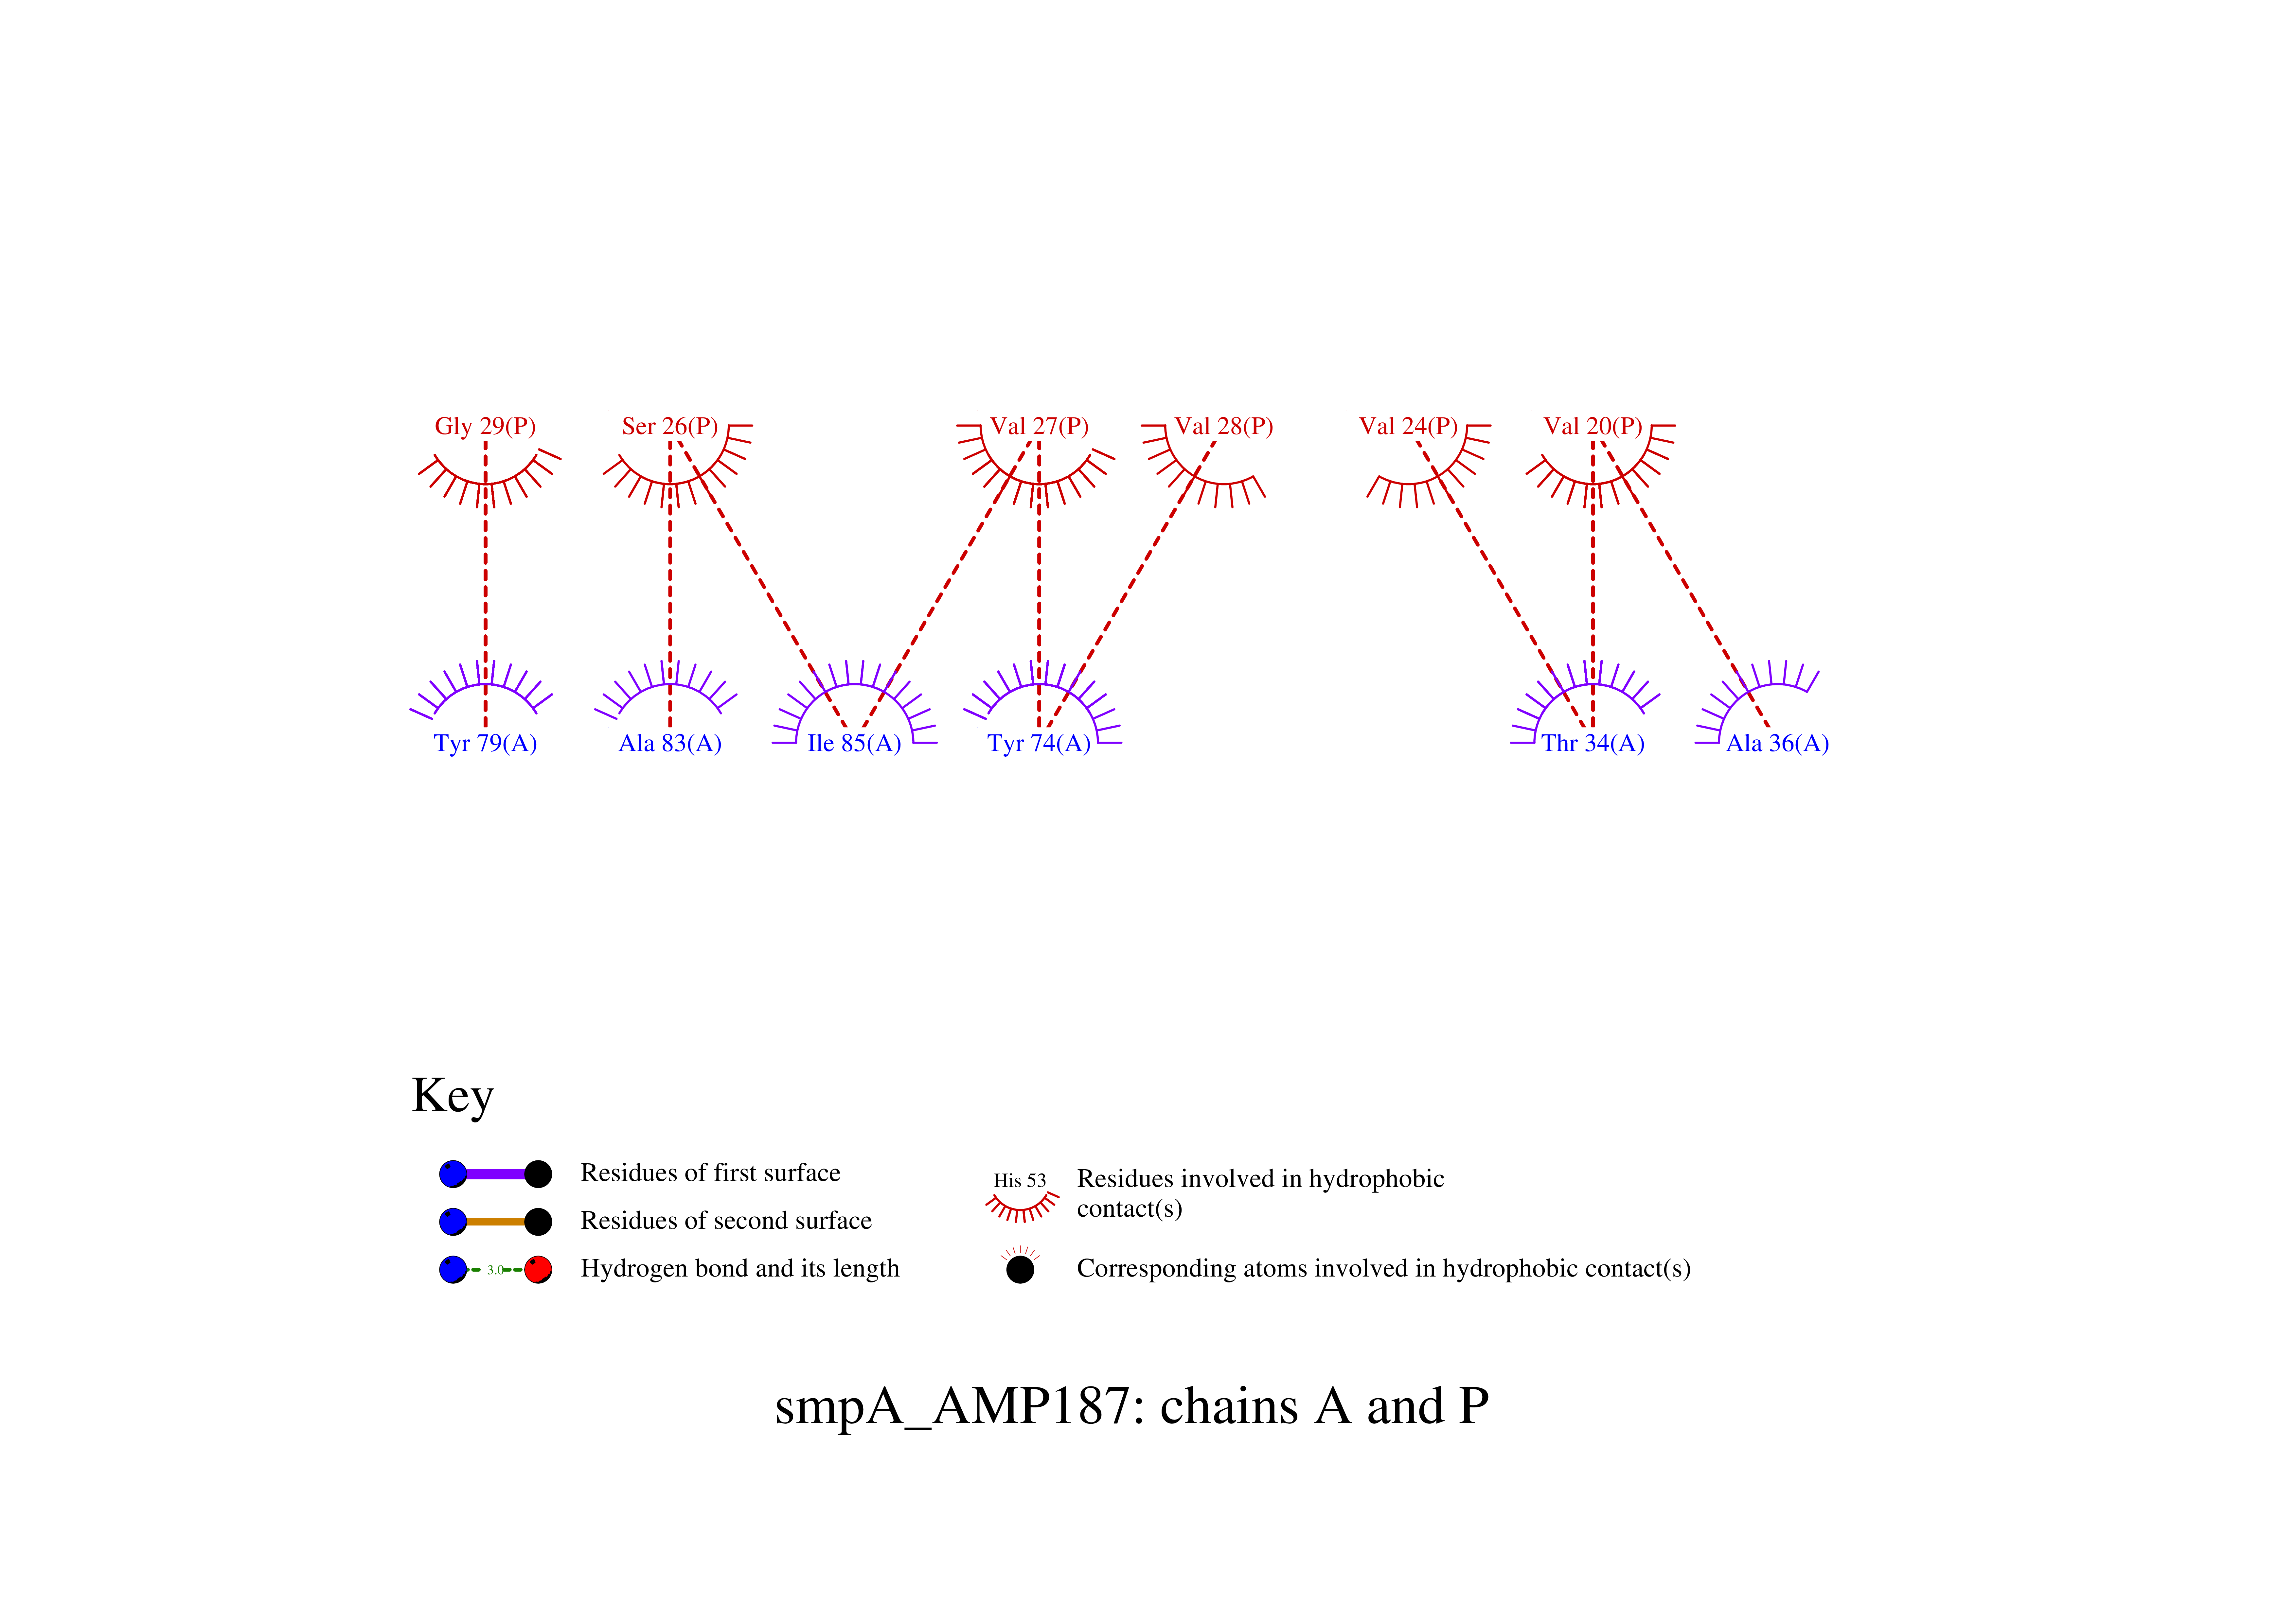 Gly 29(P) Ser 26(P) Val 27(P) Val 28(P) Val 24(P) Val 20(P)
Tyr 79(A) Ala 83(A) Ile 85(A) Tyr 74(A) Thr 34(A) Ala 36(A)
Key
Residues of first surface
Residues of second surface
3.0 Hydrogen bond and its length
His 53 Residues involved in hydrophobic
contact(s)
Corresponding atoms involved in hydrophobic contact(s)
smpA_AMP187: chains A and P